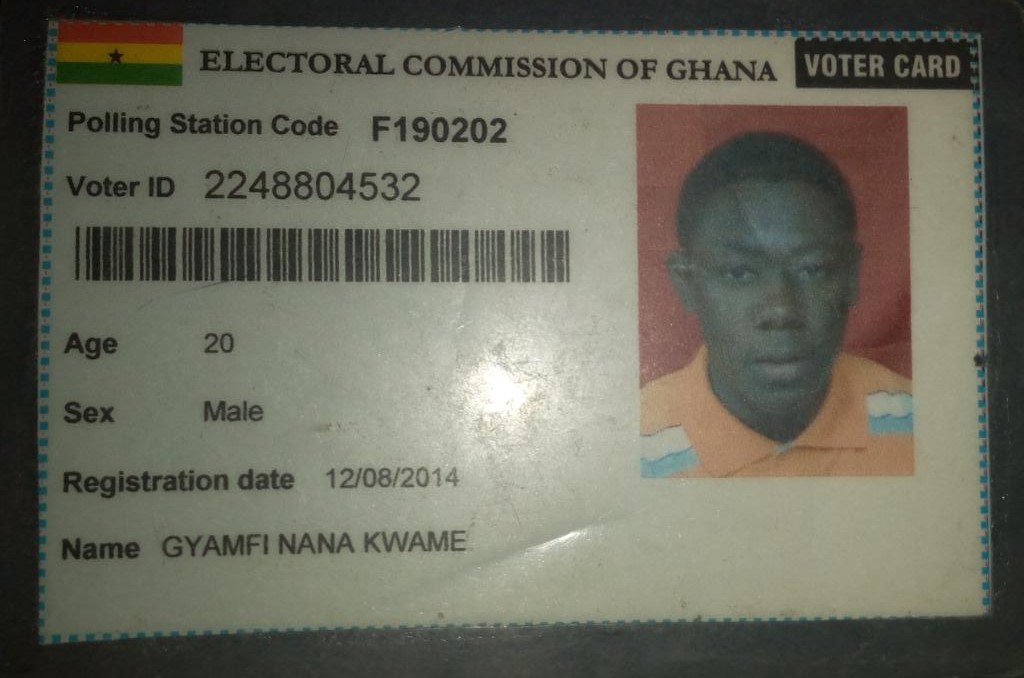 ELECTORAL COMMISSION OF GHANA VOTER CARD
Polling Station Code F190202
Voter ID 2248804532
Age 20
Sex Male
Registration date 12/08/2014
Name GYAMFI NANA KWAME